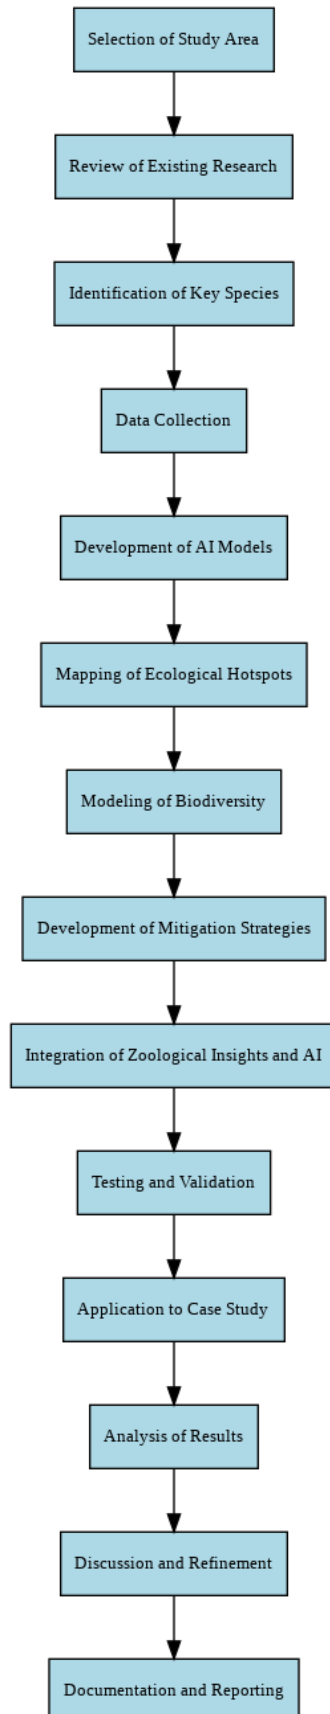 Selection of Study Area
Review of Existing Research
Identification of Key Species
Data Collection
Development of AI Models
Mapping of Ecological Hotspots
Modeling of Biodiversity
Development of Mitigation Strategies
Integration of Zoological Insights and AI
Testing and Validation
Application to Case Study
Analysis of Results
Discussion and Refinement
Documentation and Reporting